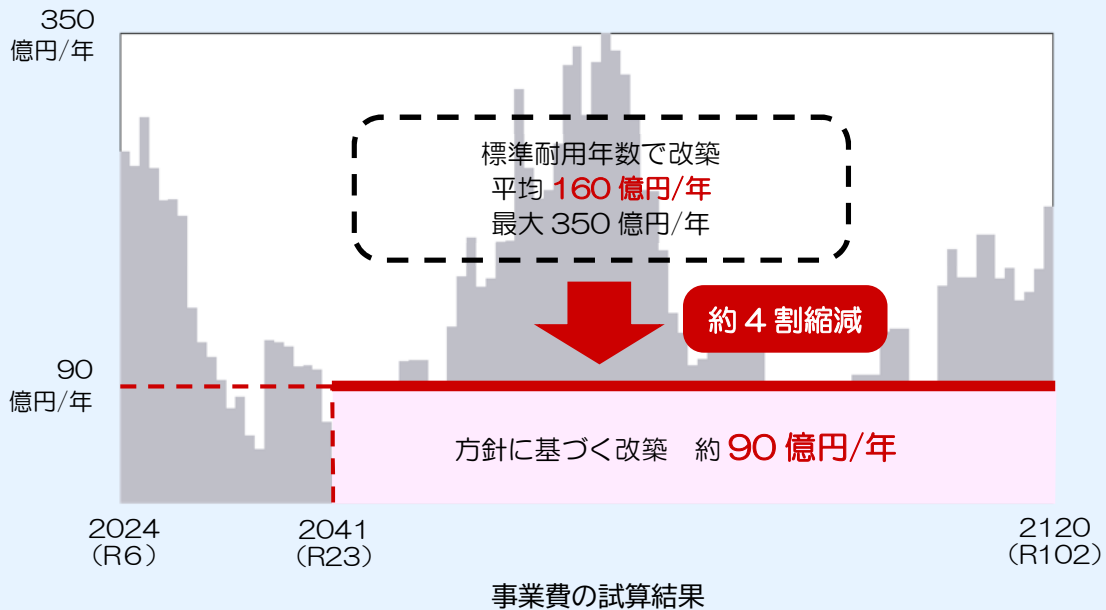 350
億円/年
標準耐用年数で改築
平均 160 億円/年
最大 350 億円/年
約 4 割縮減
90
億円/年
方針に基づく改築 約 90 億円/年
2024
(R6)
2041
(R23)
2120
(R102)
事業費の試算結果